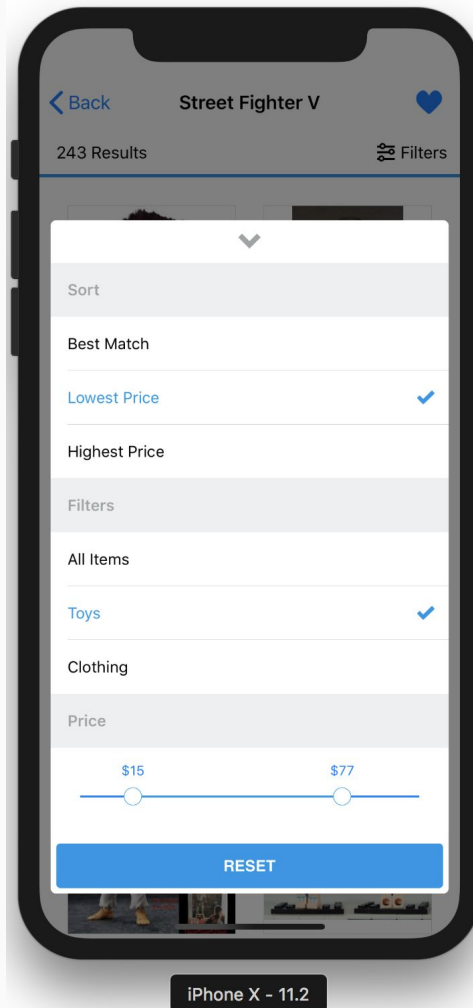 Back
Street Fighter V
243 Results
Filters
Sort
Best Match
Lowest Price
Highest Price
Filters
All Items
Toys
Clothing
Price
$15 $77
RESET
iPhone X - 11.2